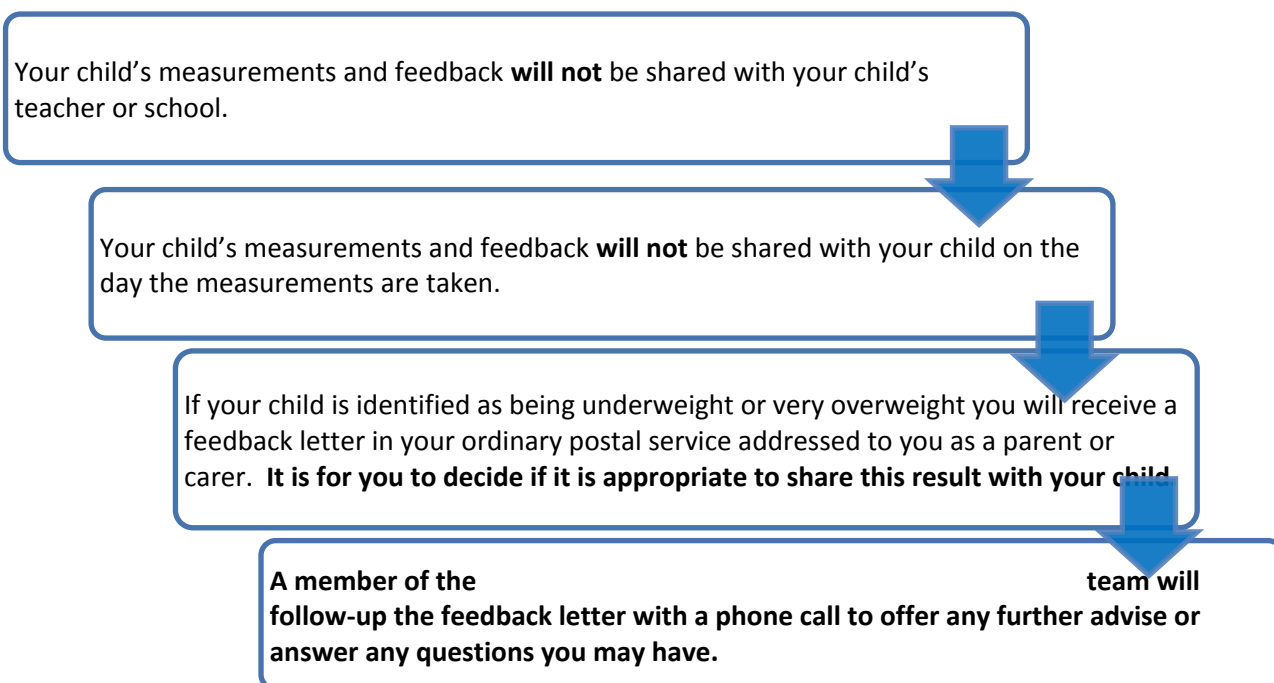 Your child’s measurements and feedback will not be shared with your child’s
teacher or school.
Your child’s measurements and feedback will not be shared with your child on the
day the measurements are taken.
If your child is identified as being underweight or very overweight you will receive a
feedback letter in your ordinary postal service addressed to you as a parent or
carer.  It is for you to decide if it is appropriate to share this result with your child.
A member of the team will
follow-up the feedback letter with a phone call to offer any further advise or
answer any questions you may have.